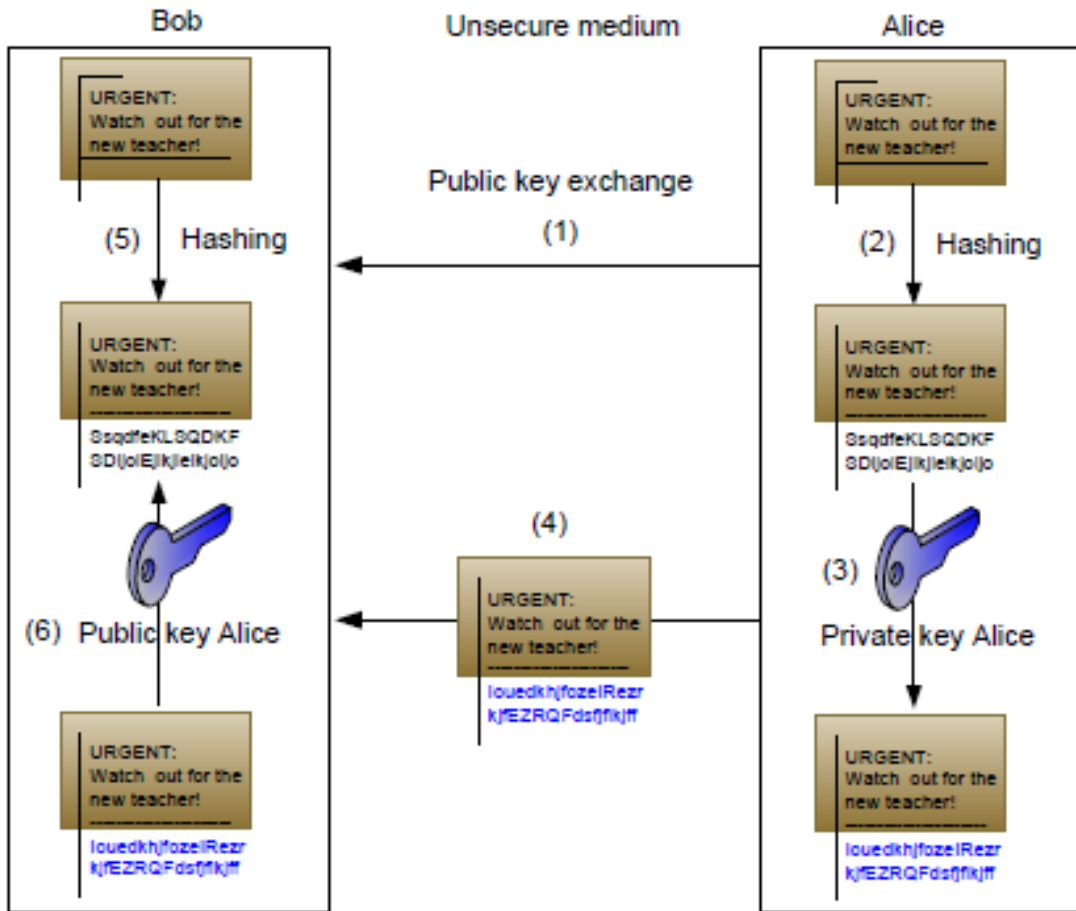 Bob
Unsecure medium
Alice
URGENT:
Watch out for the
new teacher!
(5) Hashing
URGENT:
Watch out for the
new teacher!
SsqdfeKLSQDKF
SDljolEjlkjlelkjoljo
(6) Public key Alice
URGENT:
Watch out for the
new teacher!
louedkhjfozelRezr
kjfEZRQFdsfjflkjff
Public key exchange
(1)
(4)
URGENT:
Watch out for the
new teacher!
louedkhjfozelRezr
kjfEZRQFdsfjflkjff
URGENT:
Watch out for the
new teacher!
(2) Hashing
URGENT:
Watch out for the
new teacher!
SsqdfeKLSQDKF
SDljolEjlkjlelkjoljo
(3)
Private key Alice
URGENT:
Watch out for the
new teacher!
louedkhjfozelRezr
kjfEZRQFdsfjflkjff